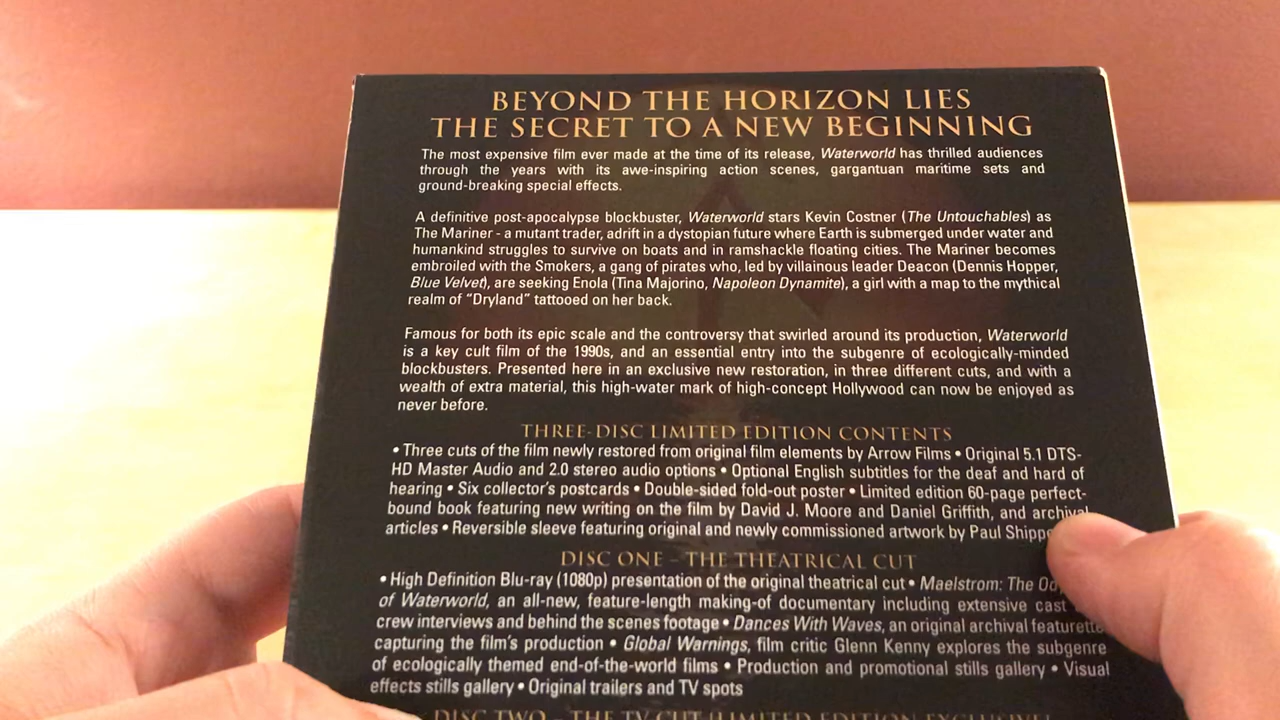 BEYOND THE HORIZON LIES
THE SECRET TO A NEW BEGINNING
The most expensive film ever made at the time of its release, Waterworld has thrilled audiences
through the years with its awe-inspiring action scenes, gargantuan maritime sets and
ground-breaking special effects.
A definitive post-apocalypse blockbuster, Waterworld stars Kevin Costner (The Untouchables) as
The Mariner - a mutant trader, adrift in a dystopian future where Earth is submerged under water and
humankind struggles to survive on boats and in ramshackle floating cities. The Mariner becomes
embroiled with the Smokers, a gang of pirates who, led by villainous leader Deacon (Dennis Hopper,
Blue Velvet), are seeking Enola (Tina Majorino, Napoleon Dynamite), a girl with a map to the mythical
realm of “Dryland” tattooed on her back.
Famous for both its epic scale and the controversy that swirled around its production, Waterworld
is a key cult film of the 1990s, and an essential entry into the subgenre of ecologically-minded
blockbusters. Presented here in an exclusive new restoration, in three different cuts, and with a
wealth of extra material, this high-water mark of high-concept Hollywood can now be enjoyed as
never before.
THREE-DISC LIMITED EDITION CONTENTS
• Three cuts of the film newly restored from original film elements by Arrow Films • Original 5.1 DTS-
HD Master Audio and 2.0 stereo audio options • Optional English subtitles for the deaf and hard of
hearing • Six collector's postcards • Double-sided fold-out poster • Limited edition 60-page perfect-
bound book featuring new writing on the film by David J. Moore and Daniel Griffith, and archival
articles • Reversible sleeve featuring original and newly commissioned artwork by Paul
DISC ONE – THE THEATRICAL CUT
• High Definition Blu-ray (1080p) presentation of the original theatrical cut • Maelstrom: The
of Waterworld, an all-new, feature-length making-of documentary including extensive cast
crew interviews and behind the scenes footage • Dances With Waves, an original archival featurette
capturing the film's production • Global Warnings, film critic Glenn Kenny explores the subgenre
of ecologically themed end-of-the-world films • Production and promotional stills gallery • Visual
effects stills gallery • Original trailers and TV spots
DISC TWO – THE TV CUT (LIMITED EDITION EXCLUSIVE)